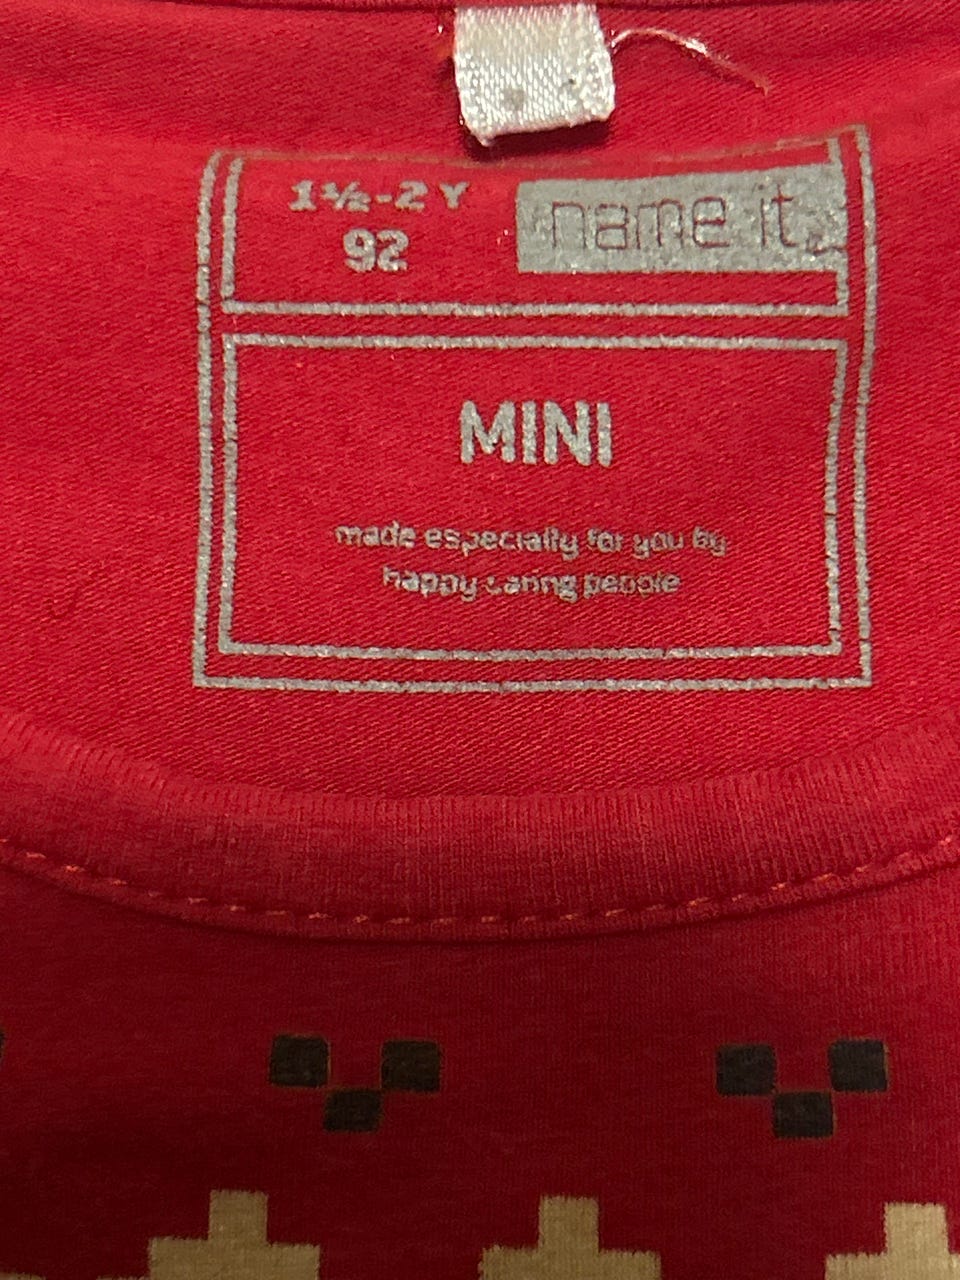 1½-2 Y
92
name it.
MINI
made especially for you by
happy caring people